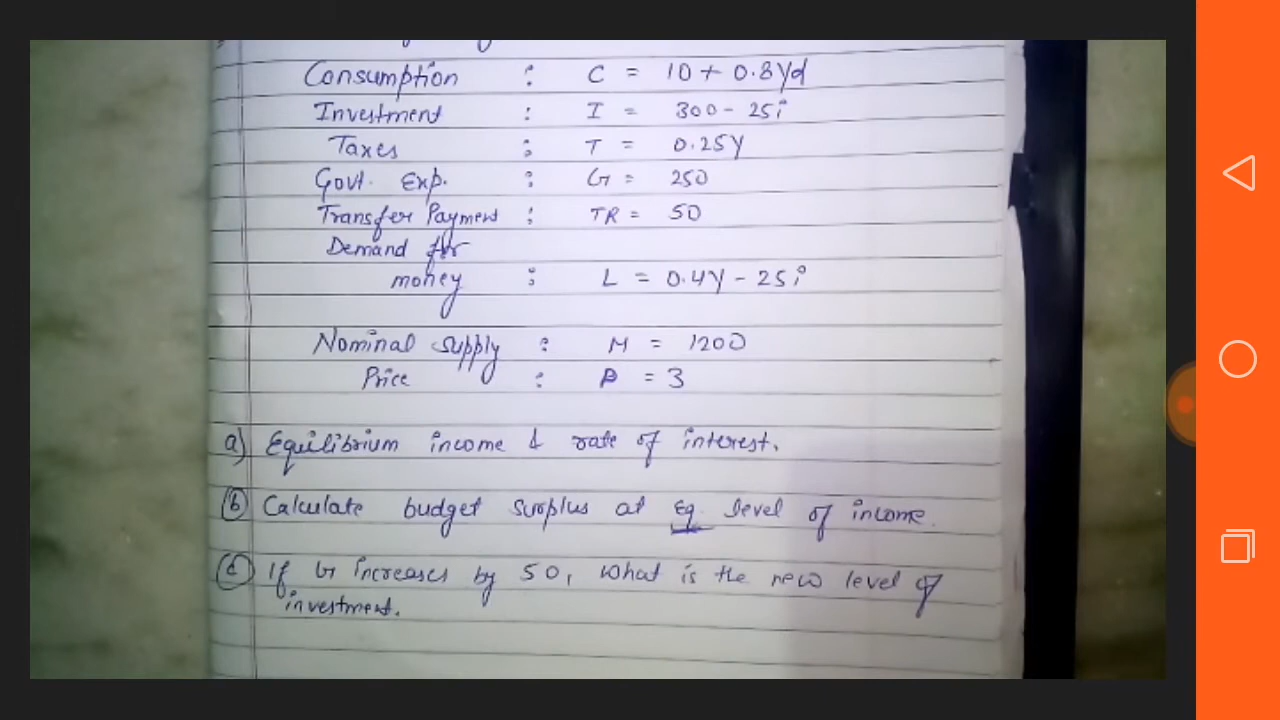 Consumption : C = 10 + 0.8Yd
Investment : I = 300 - 25i
Taxes : T = 0.25Y
Govt. Exp. : G = 250
Transfer Payment : TR = 50
Demand for
money : L = 0.4Y - 25i
Nominal supply : M = 1200
Price : P = 3
a) Equilibrium income & rate of interest.
(b) Calculate budget surplus at Eq. level of income.
(c) If G increases by 50, What is the new level of
investment.